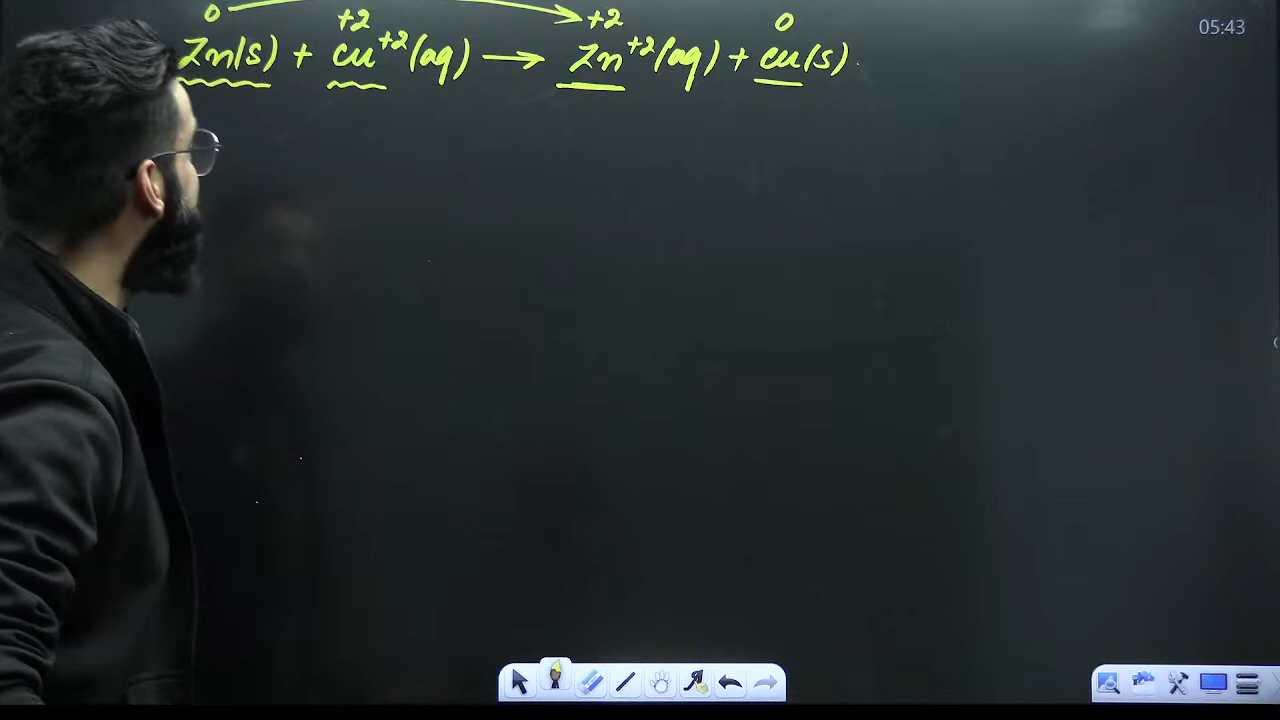 05:43
0 +2 +2 0
Zn(s) + Cu⁺²(aq) → Zn⁺²(aq) + Cu(s)